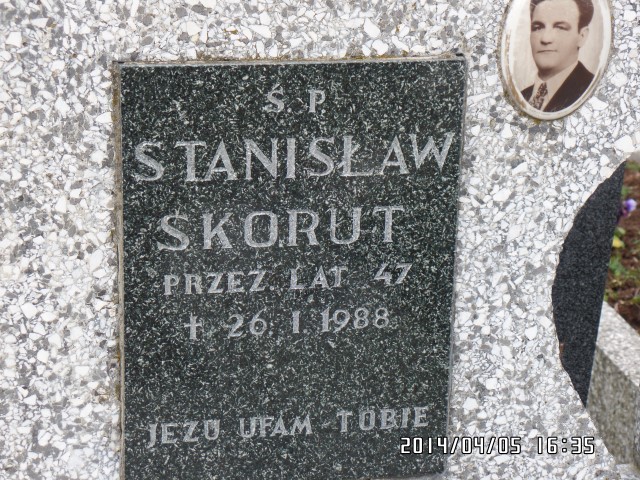 Ś P
STANISŁAW
SKORUT
PRZEŻ. LAT 47
† 26 I 1988
JEZU UFAM TOBIE
2014/04/05 16:35